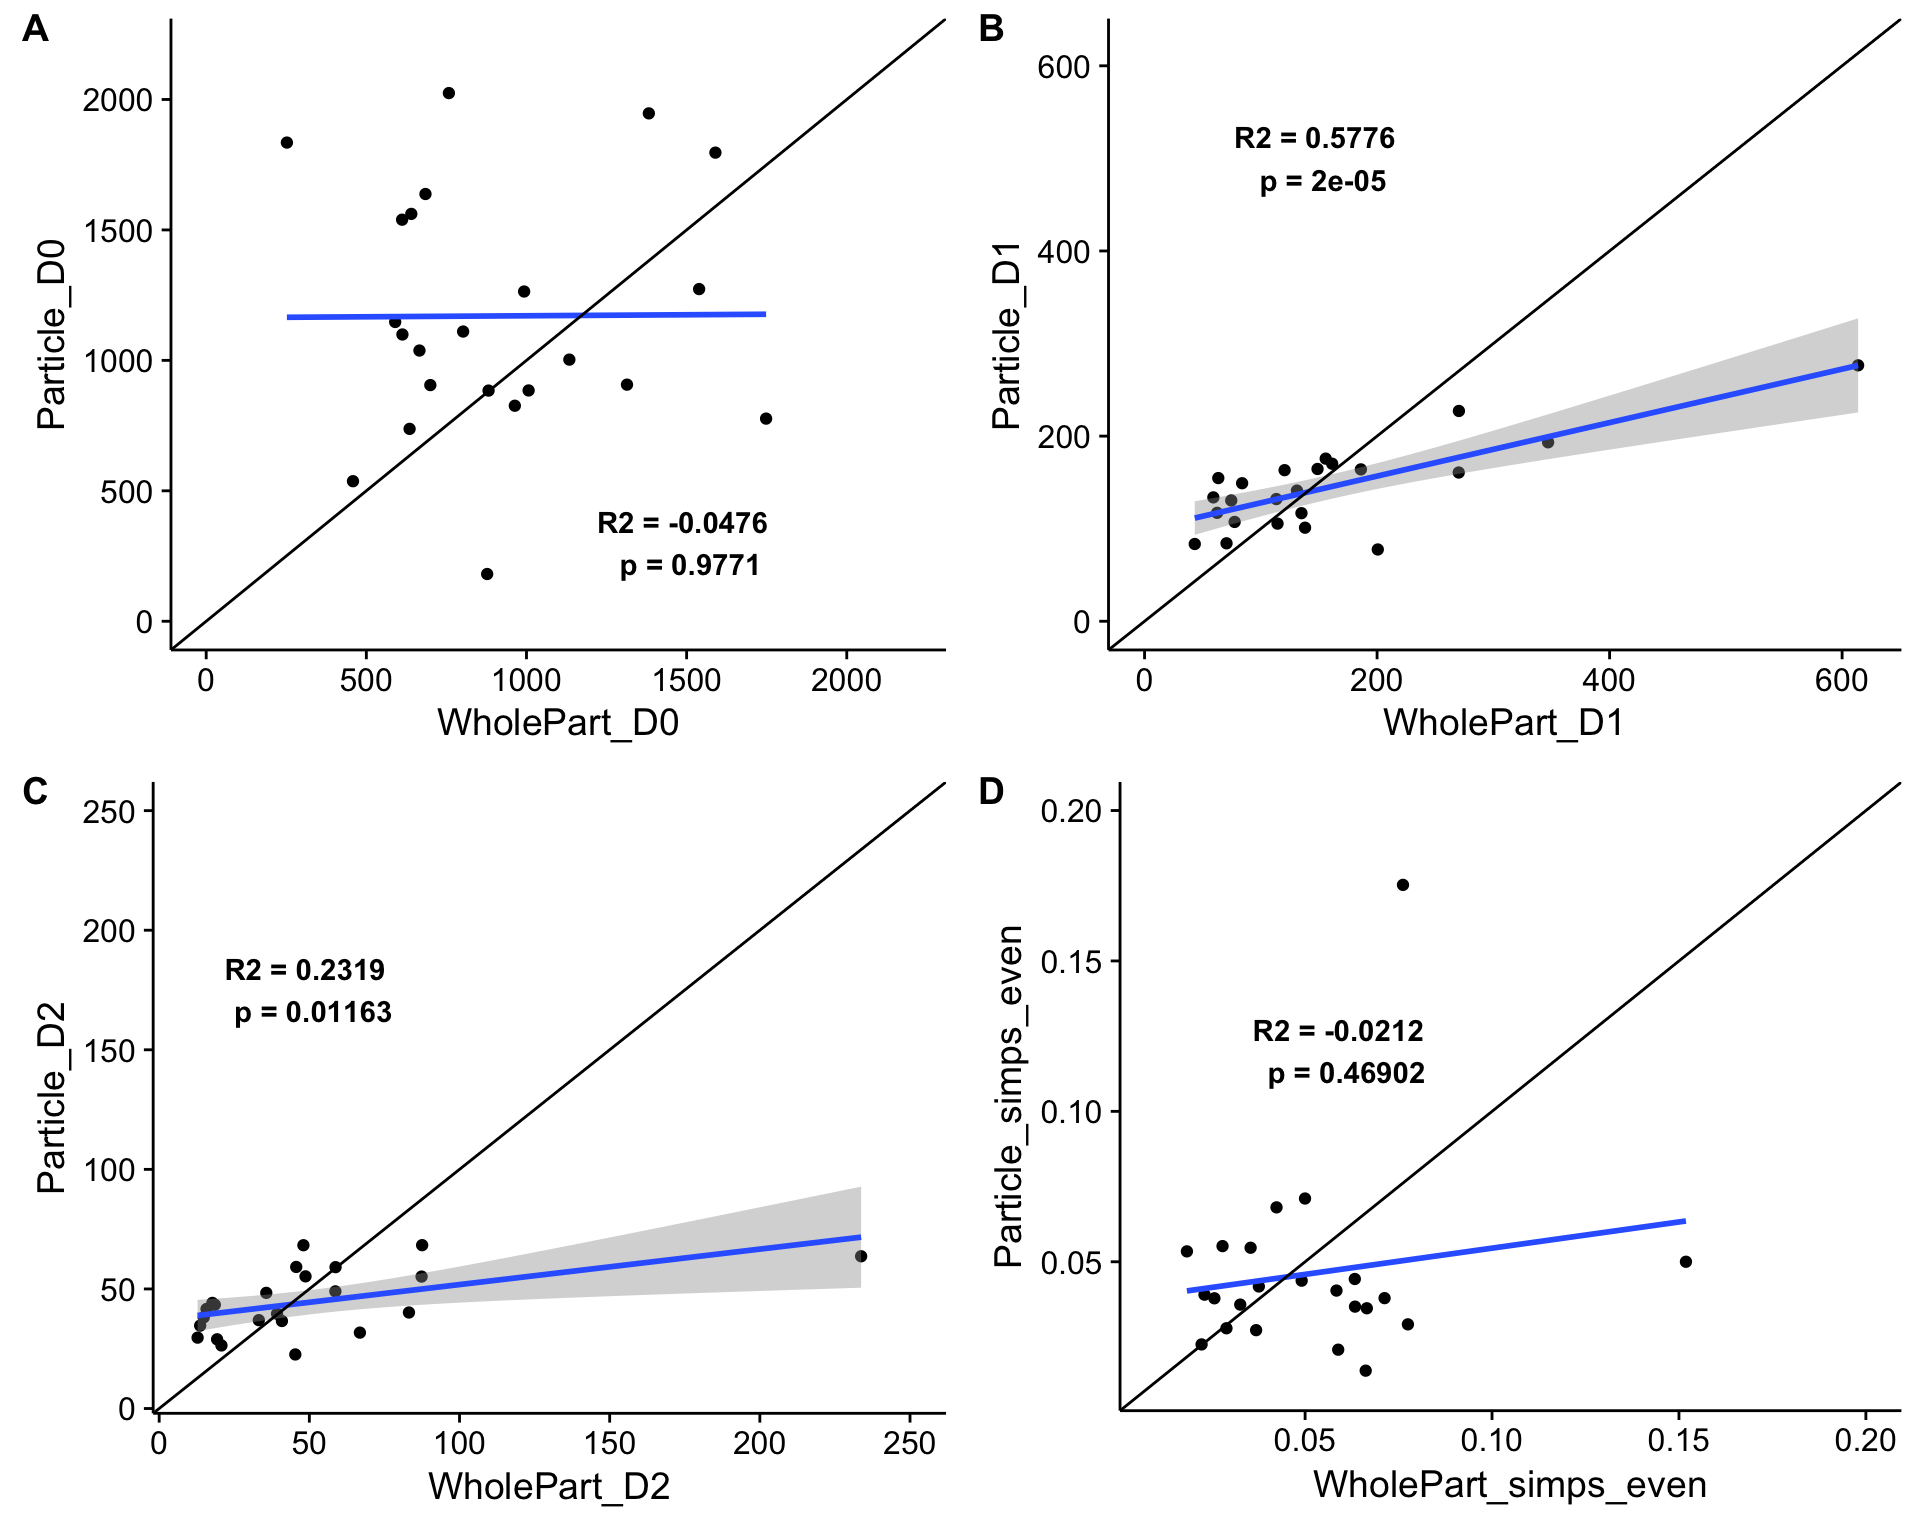 A
Particle_D0
2000
1500
1000
500
0
R2 = -0.0476
p = 0.9771
0 500 1000 1500 2000
WholePart_D0
B
Particle_D1
600
400
200
0
R2 = 0.5776
p = 2e-05
0 200 400 600
WholePart_D1
C
Particle_D2
250
200
150
100
50
0
R2 = 0.2319
p = 0.01163
0 50 100 150 200 250
WholePart_D2
D
Particle_simps_even
0.20
0.15
0.10
0.05
R2 = -0.0212
p = 0.46902
0.05 0.10 0.15 0.20
WholePart_simps_even